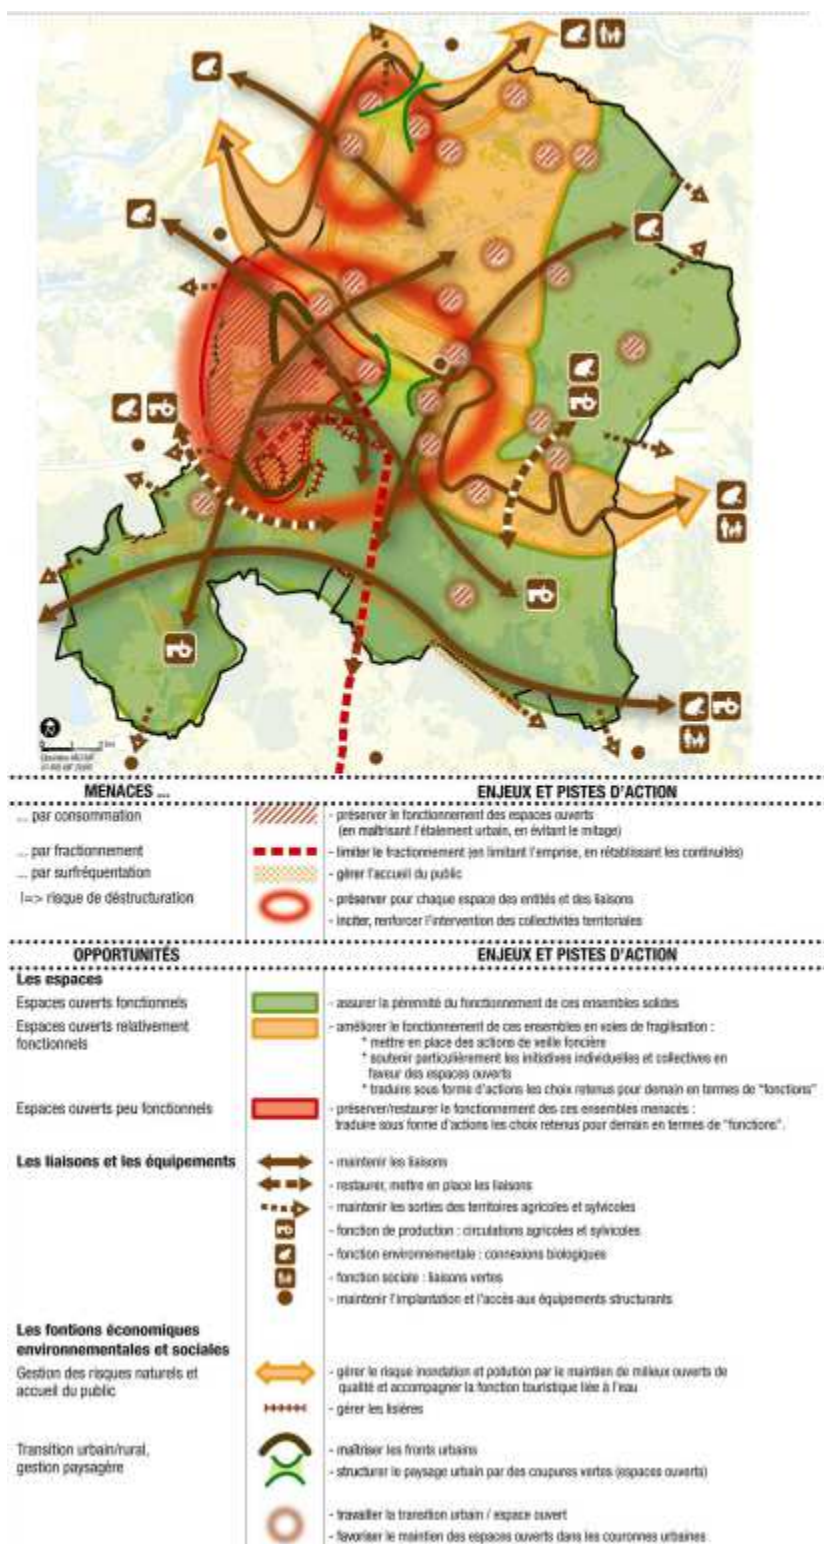 MENACES ...
ENJEUX ET PISTES D'ACTION
... par consommation
- préserver le fonctionnement des espaces ouverts
(en maîtrisant l'étalement urbain, en évitant le mitage)
... par fractionnement
- limiter le fractionnement (en limitant l'emprise, en rétablissant les continuités)
... par surfréquentation
- gérer l'accueil du public
!=> risque de déstructuration
- préserver pour chaque espace des entités et des liaisons
- inciter, renforcer l'intervention des collectivités territoriales
OPPORTUNITÉS
ENJEUX ET PISTES D'ACTION
Les espaces
Espaces ouverts fonctionnels
- assurer la pérennité du fonctionnement de ces ensembles solides
Espaces ouverts relativement
fonctionnels
- améliorer le fonctionnement de ces ensembles en voies de fragilisation :
* mettre en place des actions de veille foncière
* soutenir particulièrement les initiatives individuelles et collectives en
faveur des espaces ouverts
* traduire sous forme d'actions les choix retenus pour demain en termes de "fonctions"
Espaces ouverts peu fonctionnels
- préserver/restaurer le fonctionnement des ces ensembles menacés :
traduire sous forme d'actions les choix retenus pour demain en termes de "fonctions".
Les liaisons et les équipements
- maintenir les liaisons
- restaurer, mettre en place les liaisons
- maintenir les sorties des territoires agricoles et sylvicoles
- fonction de production : circulations agricoles et sylvicoles
- fonction environnementale : connexions biologiques
- fonction sociale : liaisons vertes
- maintenir l'implantation et l'accès aux équipements structurants
Les fontions économiques
environnementales et sociales
Gestion des risques naturels et
accueil du public
- gérer le risque inondation et pollution par le maintien de milieux ouverts de
qualité et accompagner la fonction touristique liée à l'eau
- gérer les lisières
Transition urbain/rural,
gestion paysagère
- maîtriser les fronts urbains
- structurer le paysage urbain par des coupures vertes (espaces ouverts)
- travailler la transition urbain / espace ouvert
- favoriser le maintien des espaces ouverts dans les couronnes urbaines